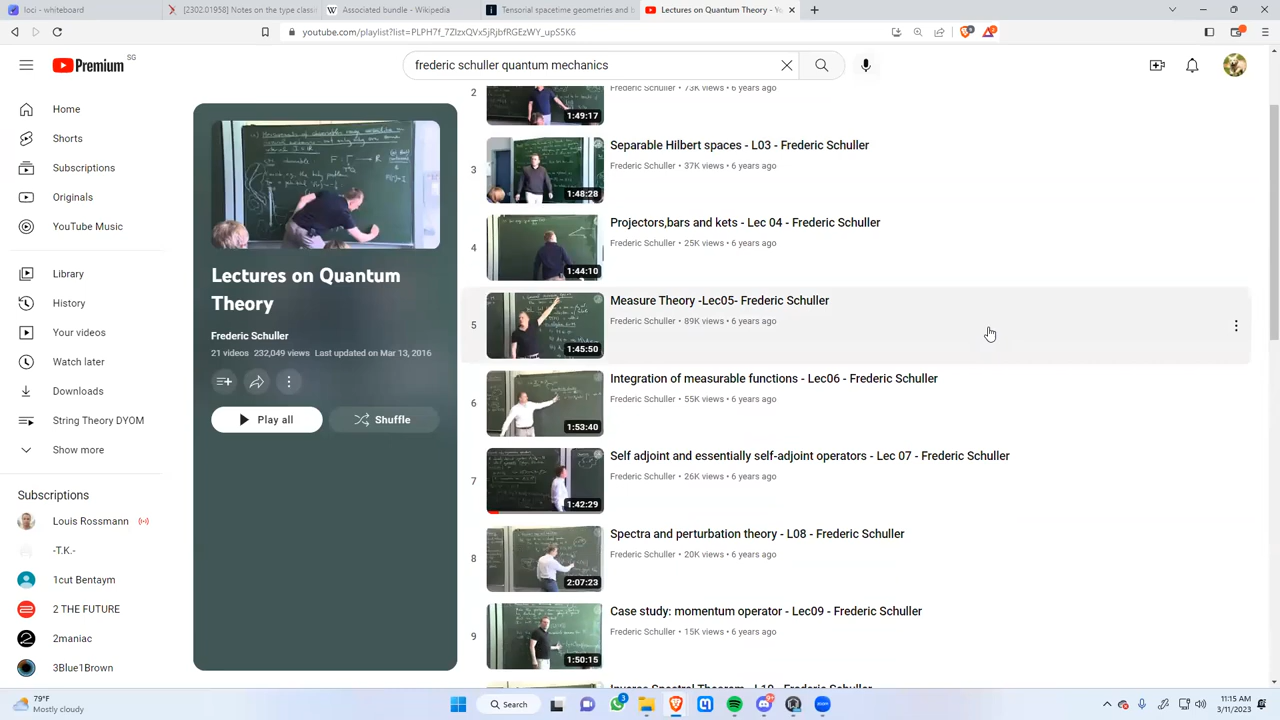 loci - whiteboard
[2302.01958] Notes on the type classi
Associated bundle - Wikipedia
Tensorial spacetime geometries and b
Lectures on Quantum Theory - Yo
youtube.com/playlist?list=PLPH7f_7ZlzxQVx5jRjbfRGEzWY_upS5K6
Premium SG
frederic schuller quantum mechanics
Home
Shorts
Subscriptions
Originals
YouTube Music
Library
History
Your videos
Watch later
Downloads
String Theory DYOM
Show more
Subscriptions
Louis Rossmann
1cut Bentaym
2 THE FUTURE
2maniac
3Blue1Brown
Lectures on Quantum
Theory
Frederic Schuller
21 videos 232,049 views Last updated on Mar 13, 2016
Play all
Shuffle
2
1:49:17
Frederic Schuller • 73K views • 6 years ago
3
1:48:28
Separable Hilbert spaces - L03 - Frederic Schuller
Frederic Schuller • 37K views • 6 years ago
4
1:44:10
Projectors,bars and kets - Lec 04 - Frederic Schuller
Frederic Schuller • 25K views • 6 years ago
5
1:45:50
Measure Theory -Lec05- Frederic Schuller
Frederic Schuller • 89K views • 6 years ago
6
1:53:40
Integration of measurable functions - Lec06 - Frederic Schuller
Frederic Schuller • 55K views • 6 years ago
7
1:42:29
Self adjoint and essentially self-adjoint operators - Lec 07 - Frederic Schuller
Frederic Schuller • 26K views • 6 years ago
8
2:07:23
Spectra and perturbation theory - L08 - Frederic Schuller
Frederic Schuller • 20K views • 6 years ago
9
1:50:15
Case study: momentum operator - Frederic Schuller
Frederic Schuller • 15K views • 6 years ago
Inverse Spectral Theorem - L10 - Frederic Schuller
79°F
Mostly cloudy
Search
11:15 AM
3/11/2023